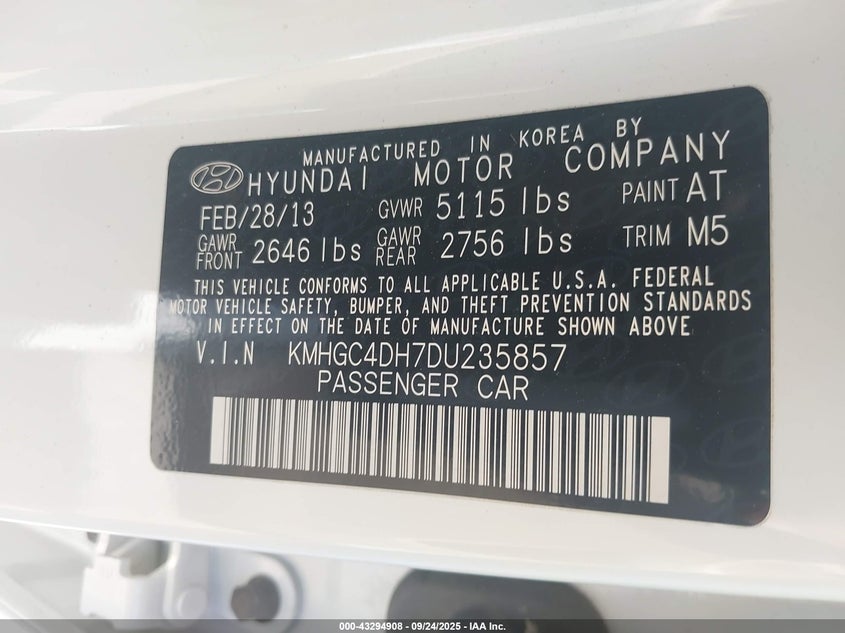 MANUFACTURED IN KOREA BY
HYUNDAI MOTOR COMPANY
FEB/28/13 GVWR 5115 lbs PAINT AT
GAWR FRONT 2646 lbs GAWR REAR 2756 lbs TRIM M5
THIS VEHICLE CONFORMS TO ALL APPLICABLE U.S.A. FEDERAL
MOTOR VEHICLE SAFETY, BUMPER, AND THEFT PREVENTION STANDARDS
IN EFFECT ON THE DATE OF MANUFACTURE SHOWN ABOVE
V.I.N KMHGC4DH7DU235857
PASSENGER CAR
000-43294908 - 09/24/2025 - IAA Inc.